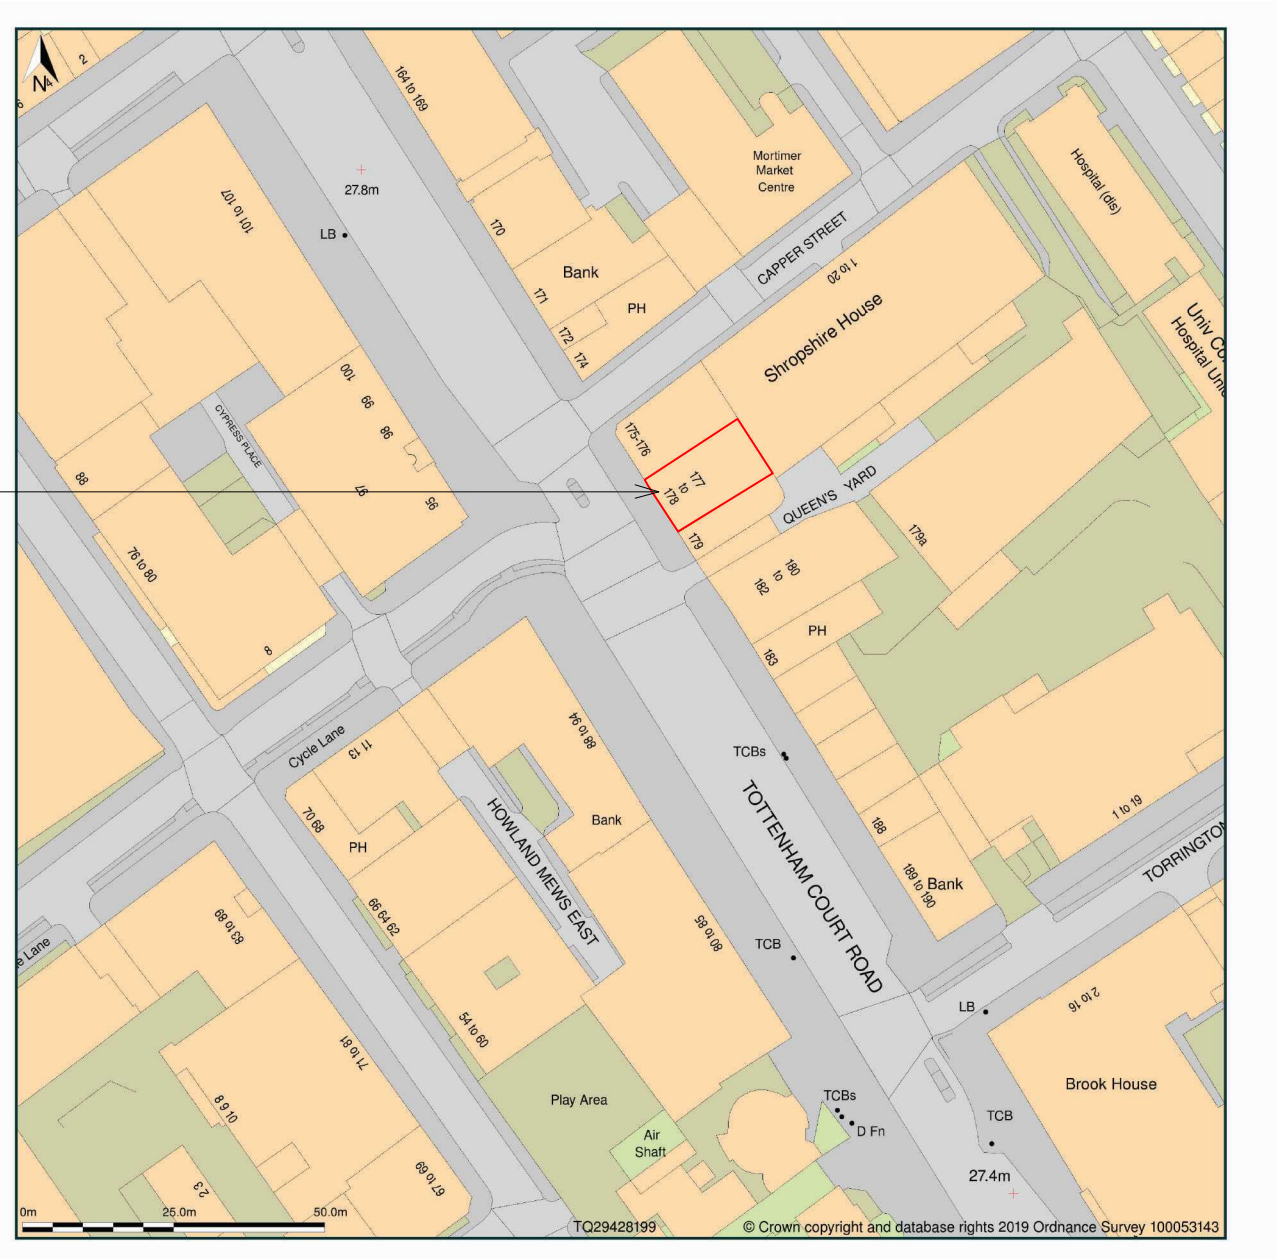 N
4
2
6
164 to 169
27.8m
LB
101 to 107
170
Bank
171
PH
172
174
Mortimer
Market
Centre
CAPPER STREET
1 to 20
Shropshire House
Hospital (dis)
Hospital
175-176
177
to
178
179
QUEEN'S YARD
179a
180
to
182
PH
183
100
99
98
97
96
CYPRESS PLACE
88
76 to 80
8
Cycle Lane
11 13
70 68
PH
66 64 62
54 to 60
HOWLAND MEWS EAST
88 to 94
Bank
80 to 85
TCBs
TOTTENHAM COURT ROAD
188
189 to 190
Bank
1 to 19
TCB
LB
2 to 16
Brook House
63 to 69
Lane
71 to 81
8 9 10
23
67 to 69
Play Area
Air
Shaft
TCBs
D Fn
TCB
27.4m
0m 25.0m 50.0m
TQ29428199
© Crown copyright and database rights 2019 Ordnance Survey 100053143